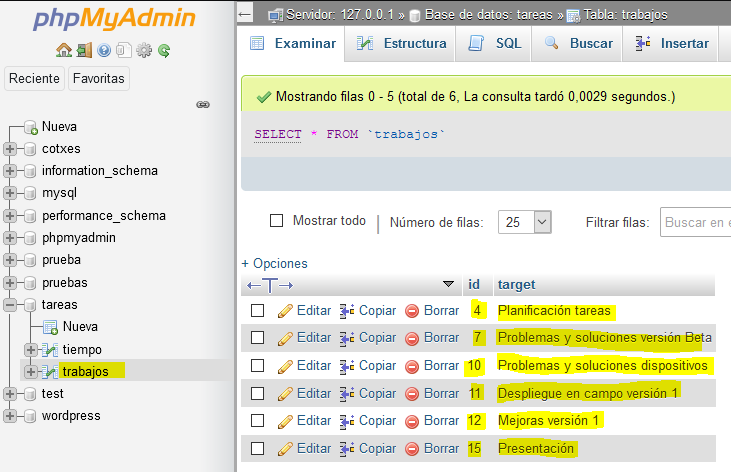 phpMyAdmin
Reciente Favoritas
Nueva
cotxes
information_schema
mysql
performance_schema
phpmyadmin
prueba
pruebas
tareas
Nueva
tiempo
trabajos
test
wordpress
Servidor: 127.0.0.1 » Base de datos: tareas » Tabla: trabajos
Examinar Estructura SQL Buscar Insertar
Mostrando filas 0 - 5 (total de 6, La consulta tardó 0,0029 segundos.)
SELECT * FROM `trabajos`
Mostrar todo Número de filas: 25 Filtrar filas: Buscar en e
+ Opciones
id target
Editar Copiar Borrar 4 Planificación tareas
Editar Copiar Borrar 7 Problemas y soluciones versión Beta
Editar Copiar Borrar 10 Problemas y soluciones dispositivos
Editar Copiar Borrar 11 Despliegue en campo versión 1
Editar Copiar Borrar 12 Mejoras versión 1
Editar Copiar Borrar 15 Presentación